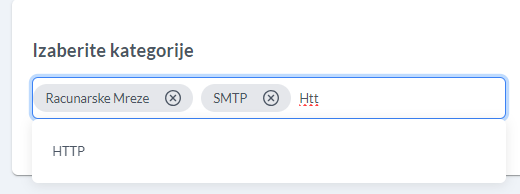 Izaberite kategorije
Racunarske Mreze SMTP Htt
HTTP